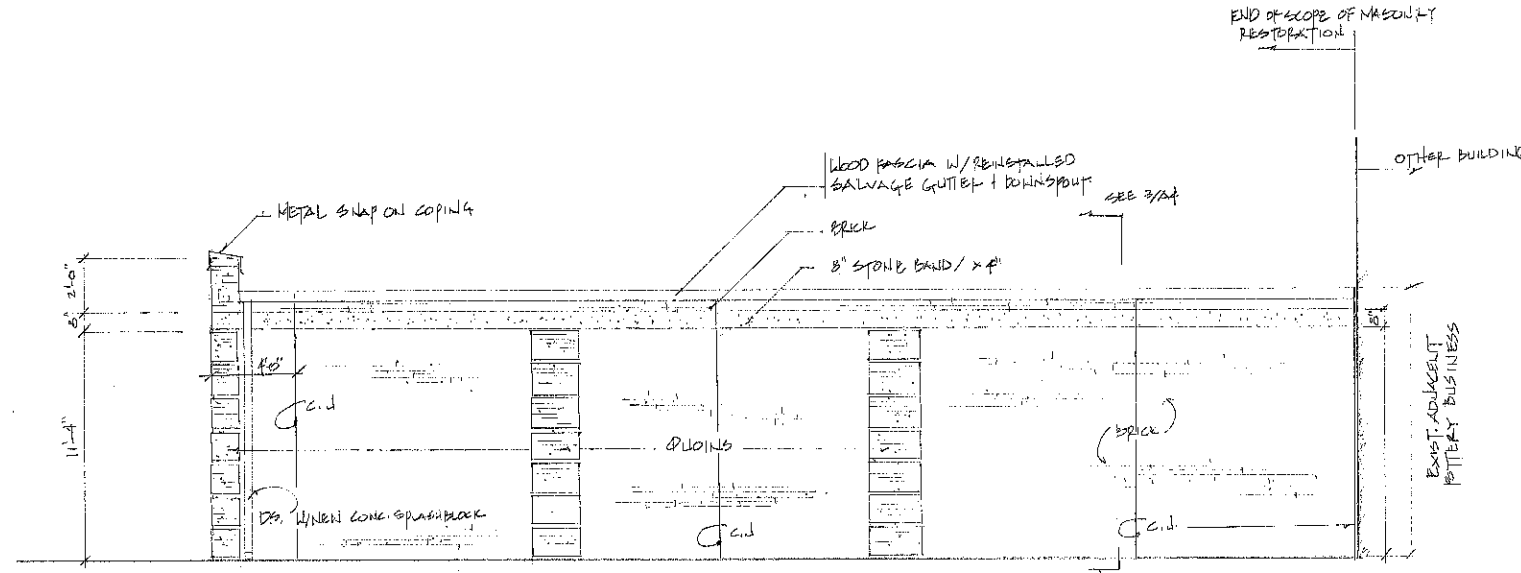 END OF SCOPE OF MASONRY
RESTORATION
WOOD FASCIA W/ REINSTALLED
SALVAGE GUTTER + DOWNSPOUT
OTHER BUILDING
SEE 3/A4
METAL SNAP ON COPING
BRICK
8" STONE BAND / X 4"
2'-0"
8"
8"
4'-0"
C.J
11'-4"
QUOINS
(BRICK)
EXIST. ADJACENT
BTTERY BUSINESS
DS. W/NEW CONC. SPLASHBLOCK
C.J
C.J.